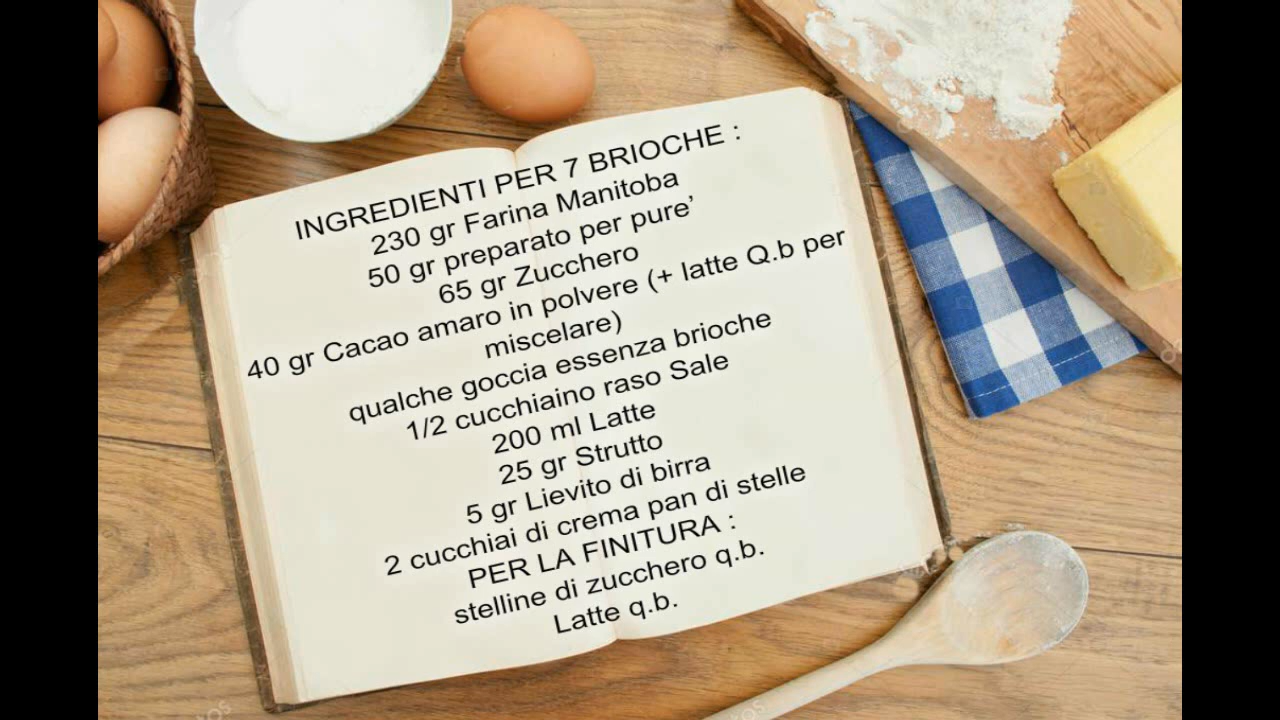 INGREDIENTI PER 7 BRIOCHE :
230 gr Farina Manitoba
50 gr preparato per pure’
65 gr Zucchero
40 gr Cacao amaro in polvere (+ latte Q.b per
miscelare)
qualche goccia essenza brioche
1/2 cucchiaino raso Sale
200 ml Latte
25 gr Strutto
5 gr Lievito di birra
2 cucchiai di crema pan di stelle
PER LA FINITURA :
stelline di zucchero q.b.
Latte q.b.